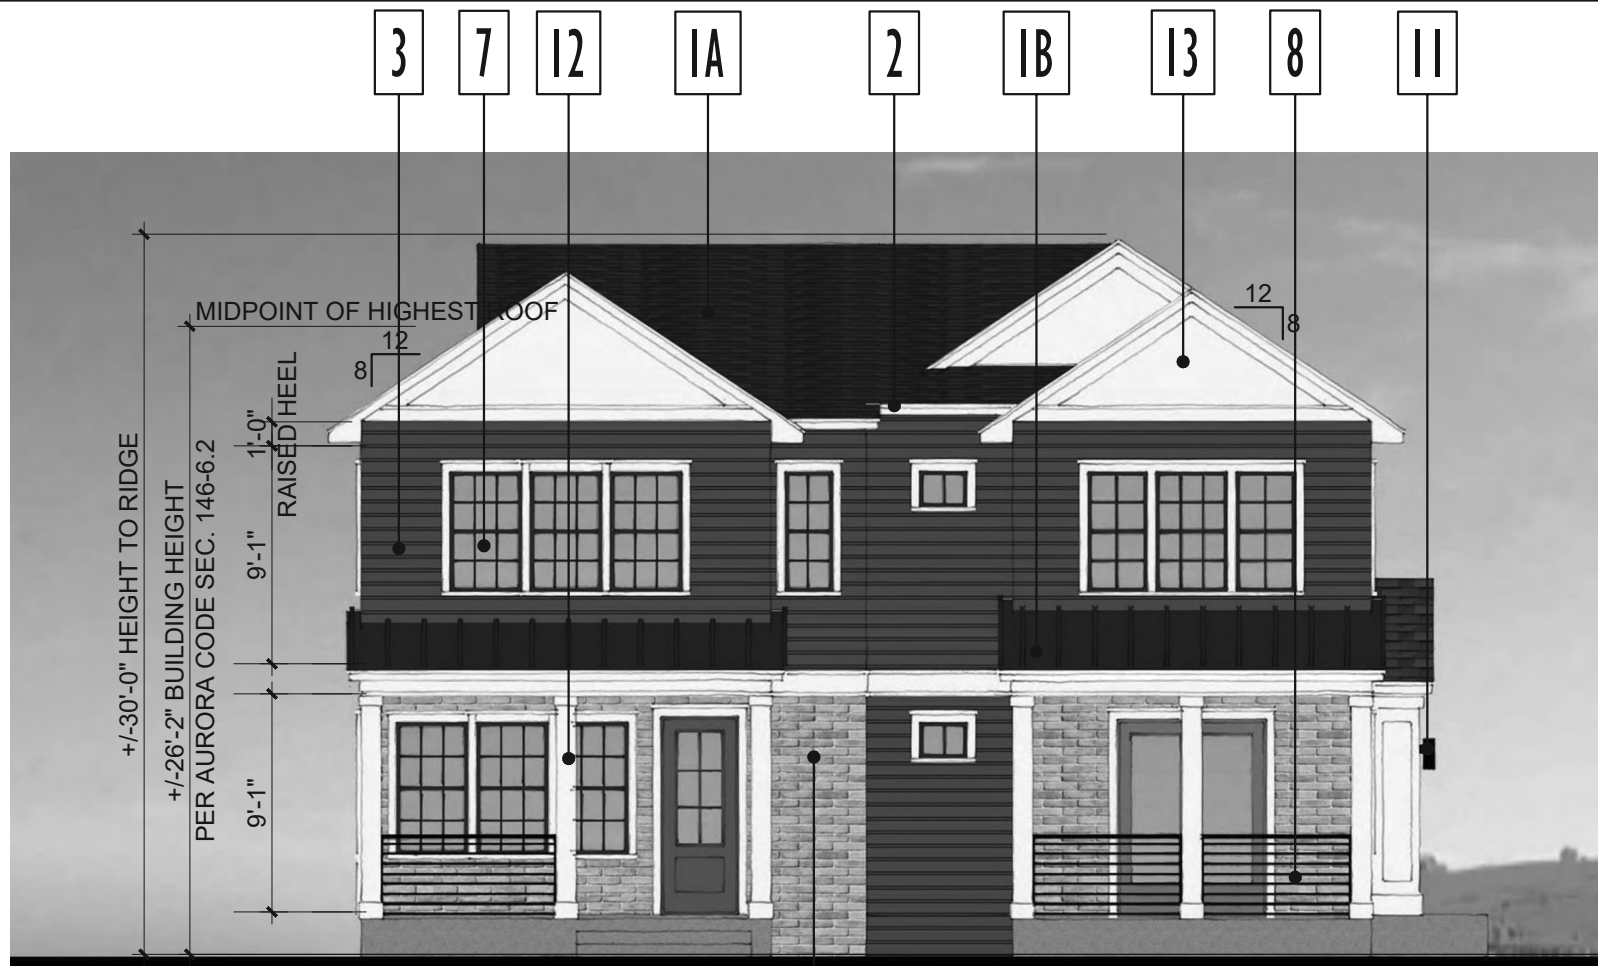 3 7 12 1A 2 1B 13 8 11
MIDPOINT OF HIGHEST ROOF
12
8
12
8
1'-0"
RAISED HEEL
9'-1"
9'-1"
+/-30'-0" HEIGHT TO RIDGE
+/-26'-2" BUILDING HEIGHT
PER AURORA CODE SEC. 146-6.2